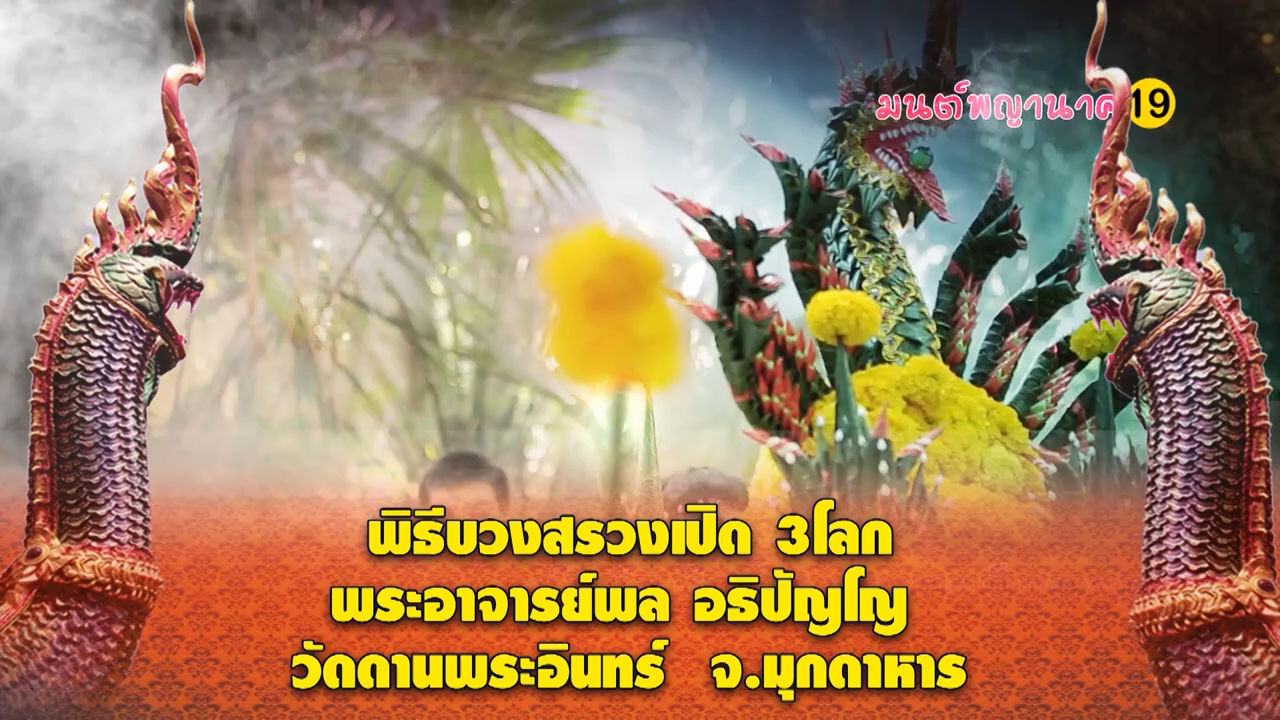 มนต์พญานาค 19
พิธีบวงสรวงเปิด 3โลก
พระอาจารย์พล อธิปัญโญ
วัดดานพระอินทร์ จ.มุกดาหาร